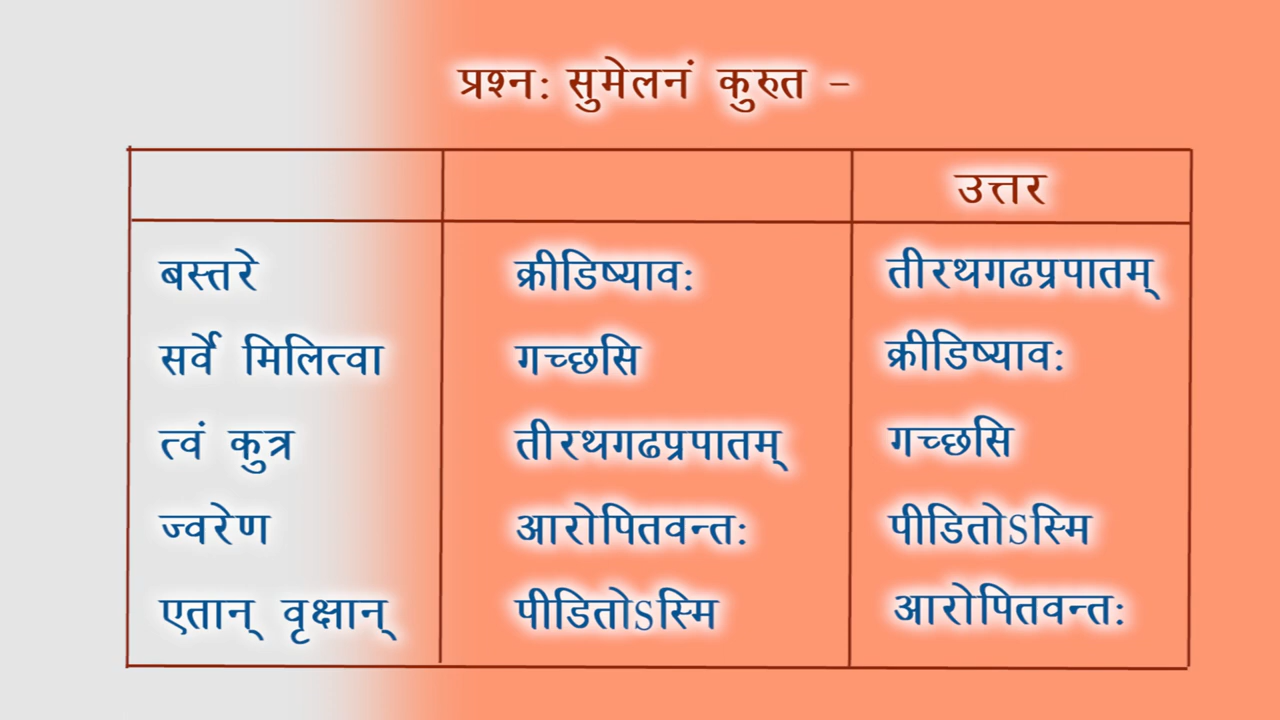 प्रश्न: सुमेलनं कुरुत -
उत्तर
बस्तरे क्रीडिष्याव: तीरथगढप्रपातम्
सर्वे मिलित्वा गच्छसि क्रीडिष्याव:
त्वं कुत्र तीरथगढप्रपातम् गच्छसि
ज्वरेण आरोपितवन्त: पीडितोऽस्मि
एतान् वृक्षान् पीडितोऽस्मि आरोपितवन्त: